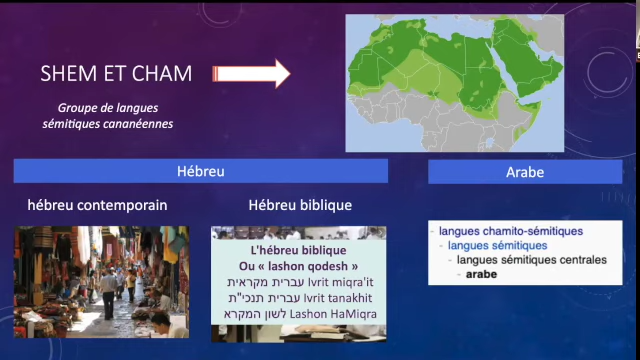 SHEM ET CHAM
Groupe de langues
sémitiques cananéennes
Hébreu
Arabe
hébreu contemporain
Hébreu biblique
L'hébreu biblique
Ou « lashon qodesh »
עברית מקראית Ivrit miqra'it
עברית תנכי"ת Ivrit tanakhit
לשון המקרא Lashon HaMiqra
- langues chamito-sémitiques
- langues sémitiques
- langues sémitiques centrales
- arabe